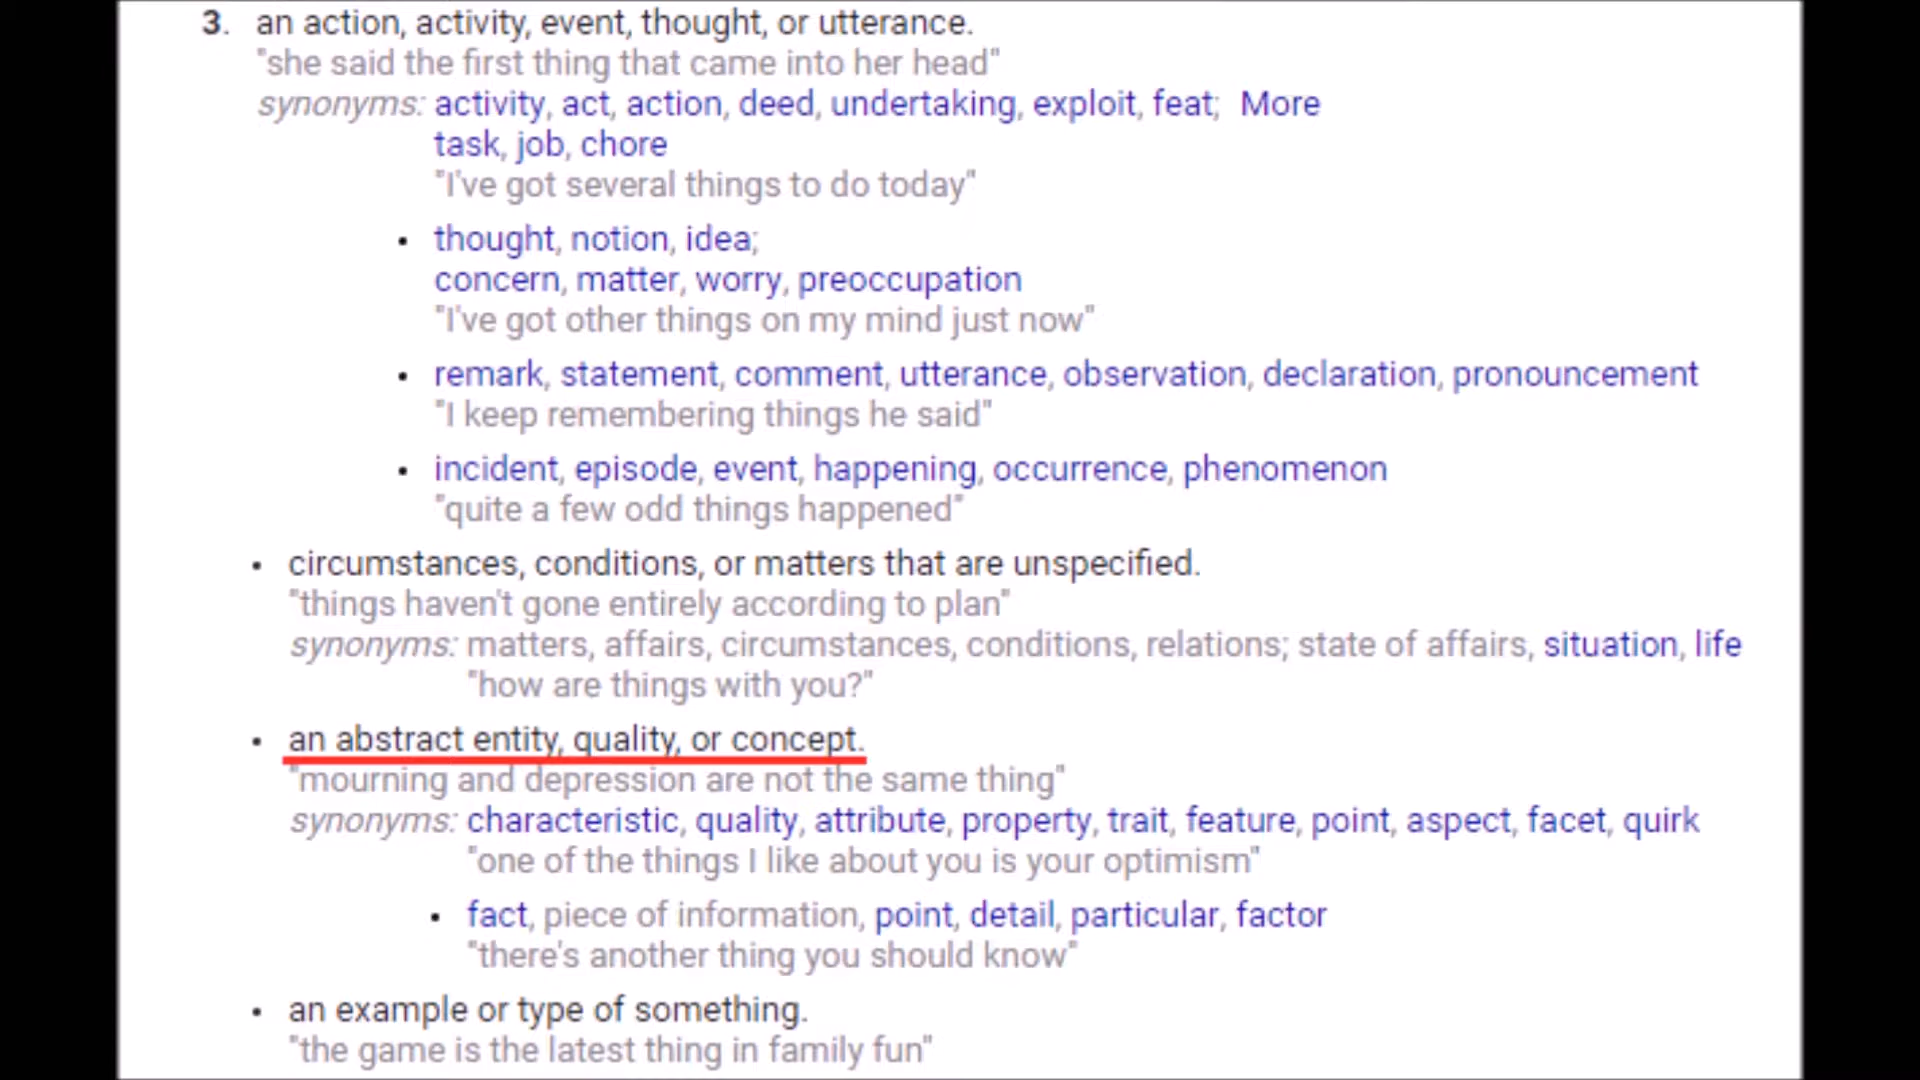 3. an action, activity, event, thought, or utterance.
"she said the first thing that came into her head"
synonyms: activity, act, action, deed, undertaking, exploit, feat; More
task, job, chore
"I've got several things to do today"
• thought, notion, idea;
concern, matter, worry, preoccupation
"I've got other things on my mind just now"
• remark, statement, comment, utterance, observation, declaration, pronouncement
"I keep remembering things he said"
• incident, episode, event, happening, occurrence, phenomenon
"quite a few odd things happened"
• circumstances, conditions, or matters that are unspecified.
"things haven't gone entirely according to plan"
synonyms: matters, affairs, circumstances, conditions, relations; state of affairs, situation, life
"how are things with you?"
• an abstract entity, quality, or concept.
"mourning and depression are not the same thing"
synonyms: characteristic, quality, attribute, property, trait, feature, point, aspect, facet, quirk
"one of the things I like about you is your optimism"
• fact, piece of information, point, detail, particular, factor
"there's another thing you should know"
• an example or type of something.
"the game is the latest thing in family fun"